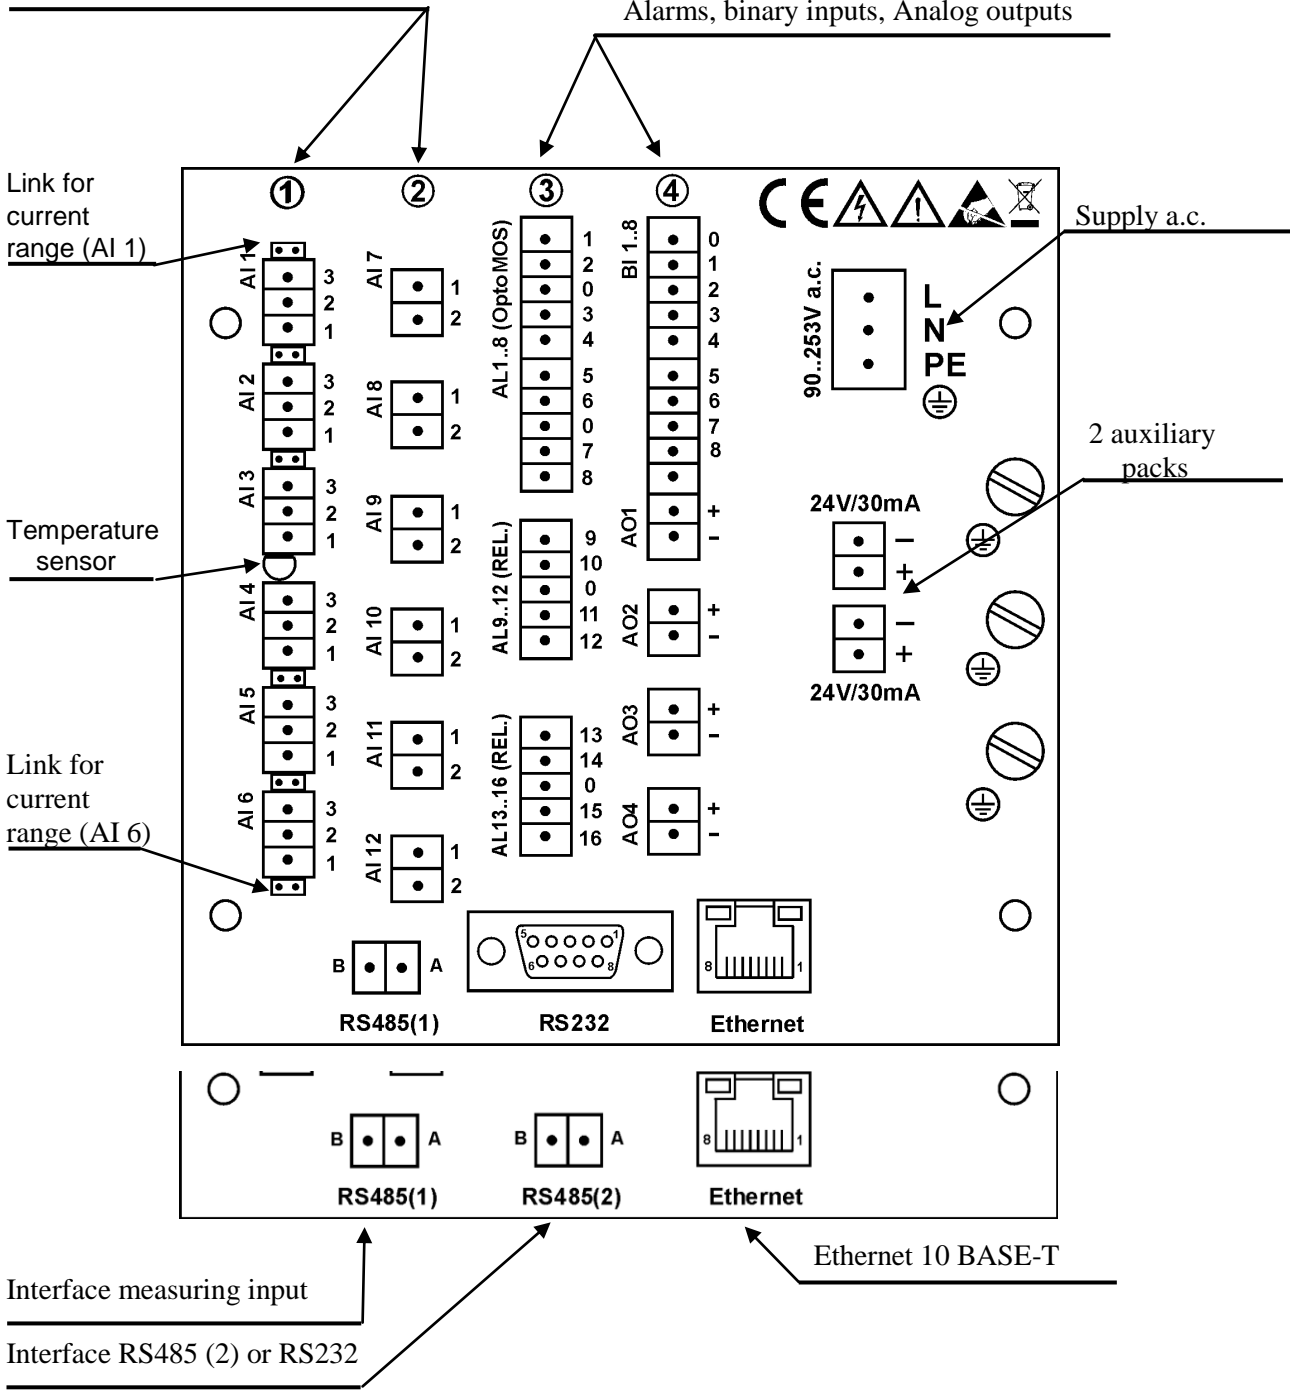 Alarms, binary inputs, Analog outputs
Link for
current
range (AI 1)
1
2
3
4
CE
Supply a.c.
AI 1
3
2
1
AI 2
3
2
1
AI 3
3
2
1
Temperature
sensor
AI 4
3
2
1
AI 5
3
2
1
AI 6
3
2
1
Link for
current
range (AI 6)
AI 7
1
2
AI 8
1
2
AI 9
1
2
AI 10
1
2
AI 11
1
2
AI 12
1
2
AL1..8 (OptoMOS)
1
2
0
3
4
5
6
0
7
8
AL9..12 (REL.)
9
10
0
11
12
AL13..16 (REL.)
13
14
0
15
16
BI 1..8
0
1
2
3
4
5
6
7
8
AO1
+
–
AO2
+
–
AO3
+
–
AO4
+
–
90..253V a.c.
L
N
PE
2 auxiliary
packs
24V/30mA
–
+
–
+
24V/30mA
B
A
RS485(1)
5
1
6
8
RS232
8
1
Ethernet
B
A
RS485(1)
B
A
RS485(2)
8
1
Ethernet
Ethernet 10 BASE-T
Interface measuring input
Interface RS485 (2) or RS232